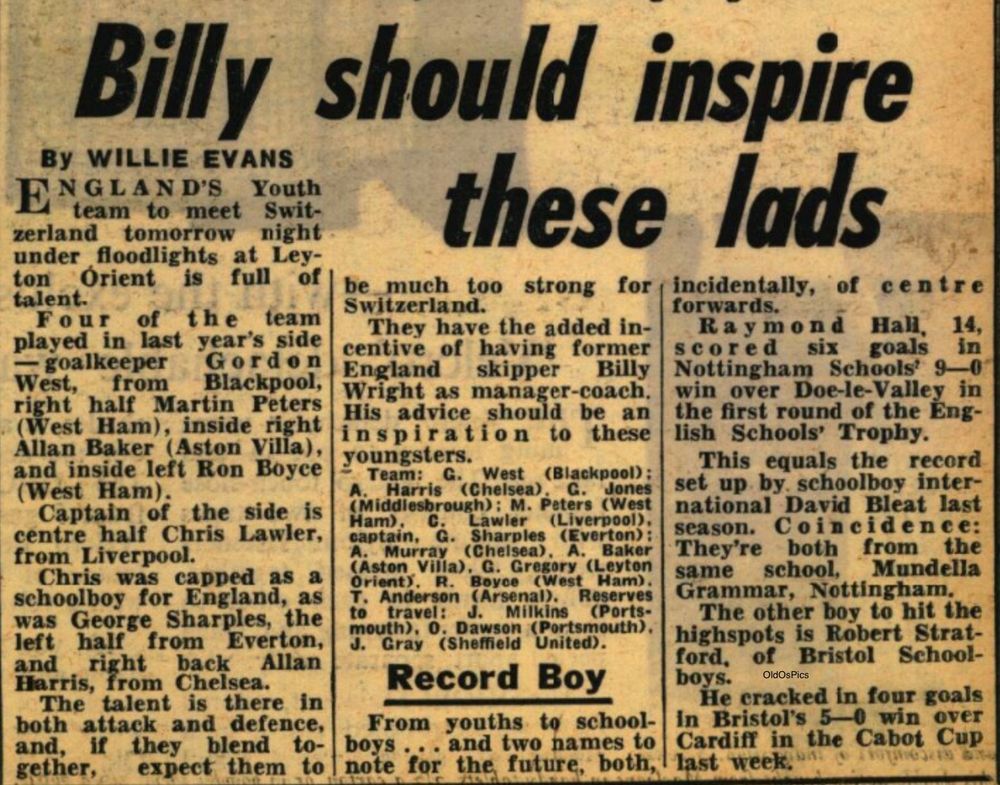 Billy should inspire
these lads
By WILLIE EVANS
ENGLAND'S Youth
team to meet Swit-
zerland tomorrow night
under floodlights at Ley-
ton Orient is full of
talent.
Four of the team
played in last year's side
—goalkeeper Gordon
West, from Blackpool,
right half Martin Peters
(West Ham), inside right
Allan Baker (Aston Villa),
and inside left Ron Boyce
(West Ham).
Captain of the side is
centre half Chris Lawler,
from Liverpool.
Chris was capped as a
schoolboy for England, as
was George Sharples, the
left half from Everton,
and right back Allan
Harris, from Chelsea.
The talent is there in
both attack and defence,
and, if they blend to-
gether, expect them to
be much too strong for
Switzerland.
They have the added in-
centive of having former
England skipper Billy
Wright as manager-coach.
His advice should be an
inspiration to these
youngsters.
Team: G. West (Blackpool);
A. Harris (Chelsea), G. Jones
(Middlesbrough); M. Peters (West
Ham), C. Lawler (Liverpool),
captain, G. Sharples (Everton);
A. Murray (Chelsea), A. Baker
(Aston Villa), G. Gregory (Leyton
Orient), R. Boyce (West Ham),
T. Anderson (Arsenal). Reserves
to travel: J. Milkins (Ports-
mouth), O. Dawson (Portsmouth),
J. Gray (Sheffield United).
Record Boy
From youths to school-
boys ... and two names to
note for the future, both,
incidentally, of centre
forwards.
Raymond Hall, 14,
scored six goals in
Nottingham Schools' 9—0
win over Doe-le-Valley in
the first round of the Eng-
lish Schools' Trophy.
This equals the record
set up by schoolboy inter-
national David Bleat last
season. Coincidence:
They're both from the
same school, Mundella
Grammar, Nottingham.
The other boy to hit the
highspots is Robert Strat-
ford, of Bristol School-
boys.
OldOsPics
He cracked in four goals
in Bristol's 5—0 win over
Cardiff in the Cabot Cup
last week.